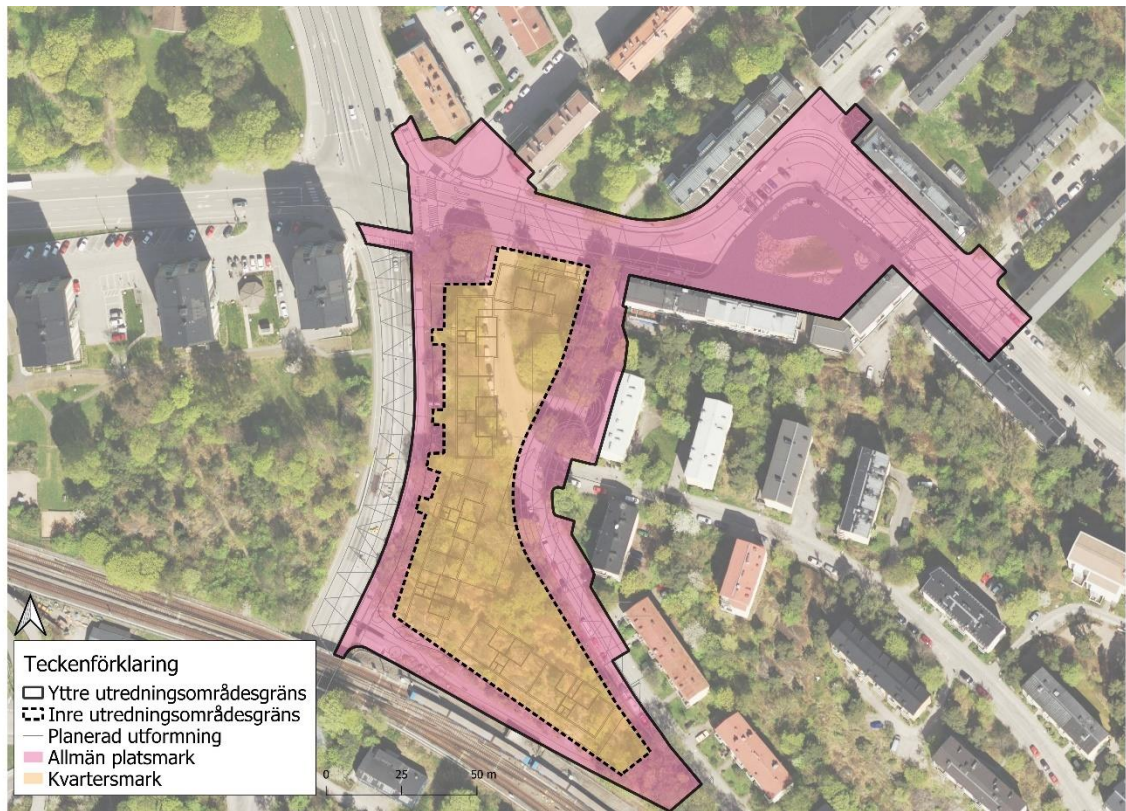 Teckenförklaring
Yttre utredningsområdesgräns
Inre utredningsområdesgräns
Planerad utformning
Allmän platsmark
Kvartersmark
0 25 50 m